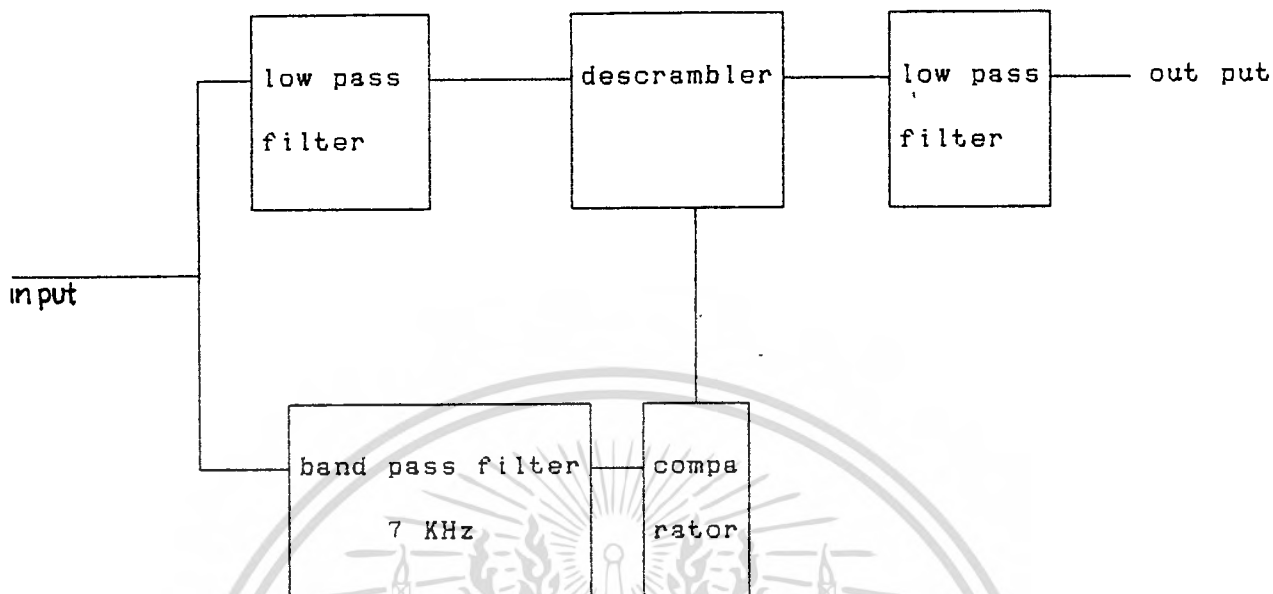 low pass
filter
descrambler
low pass
filter
out put
in put
band pass filter
7 KHz
compa
rator